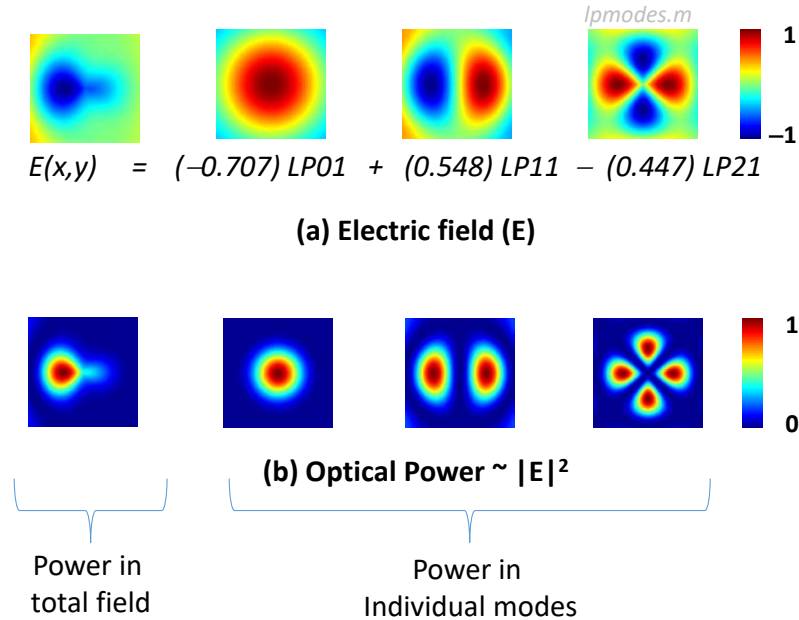 lpmodes.m
1
−1
E(x,y) = (−0.707) LP01 + (0.548) LP11 − (0.447) LP21
(a) Electric field (E)
1
0
(b) Optical Power ~ |E|²
Power in
total field
Power in
Individual modes